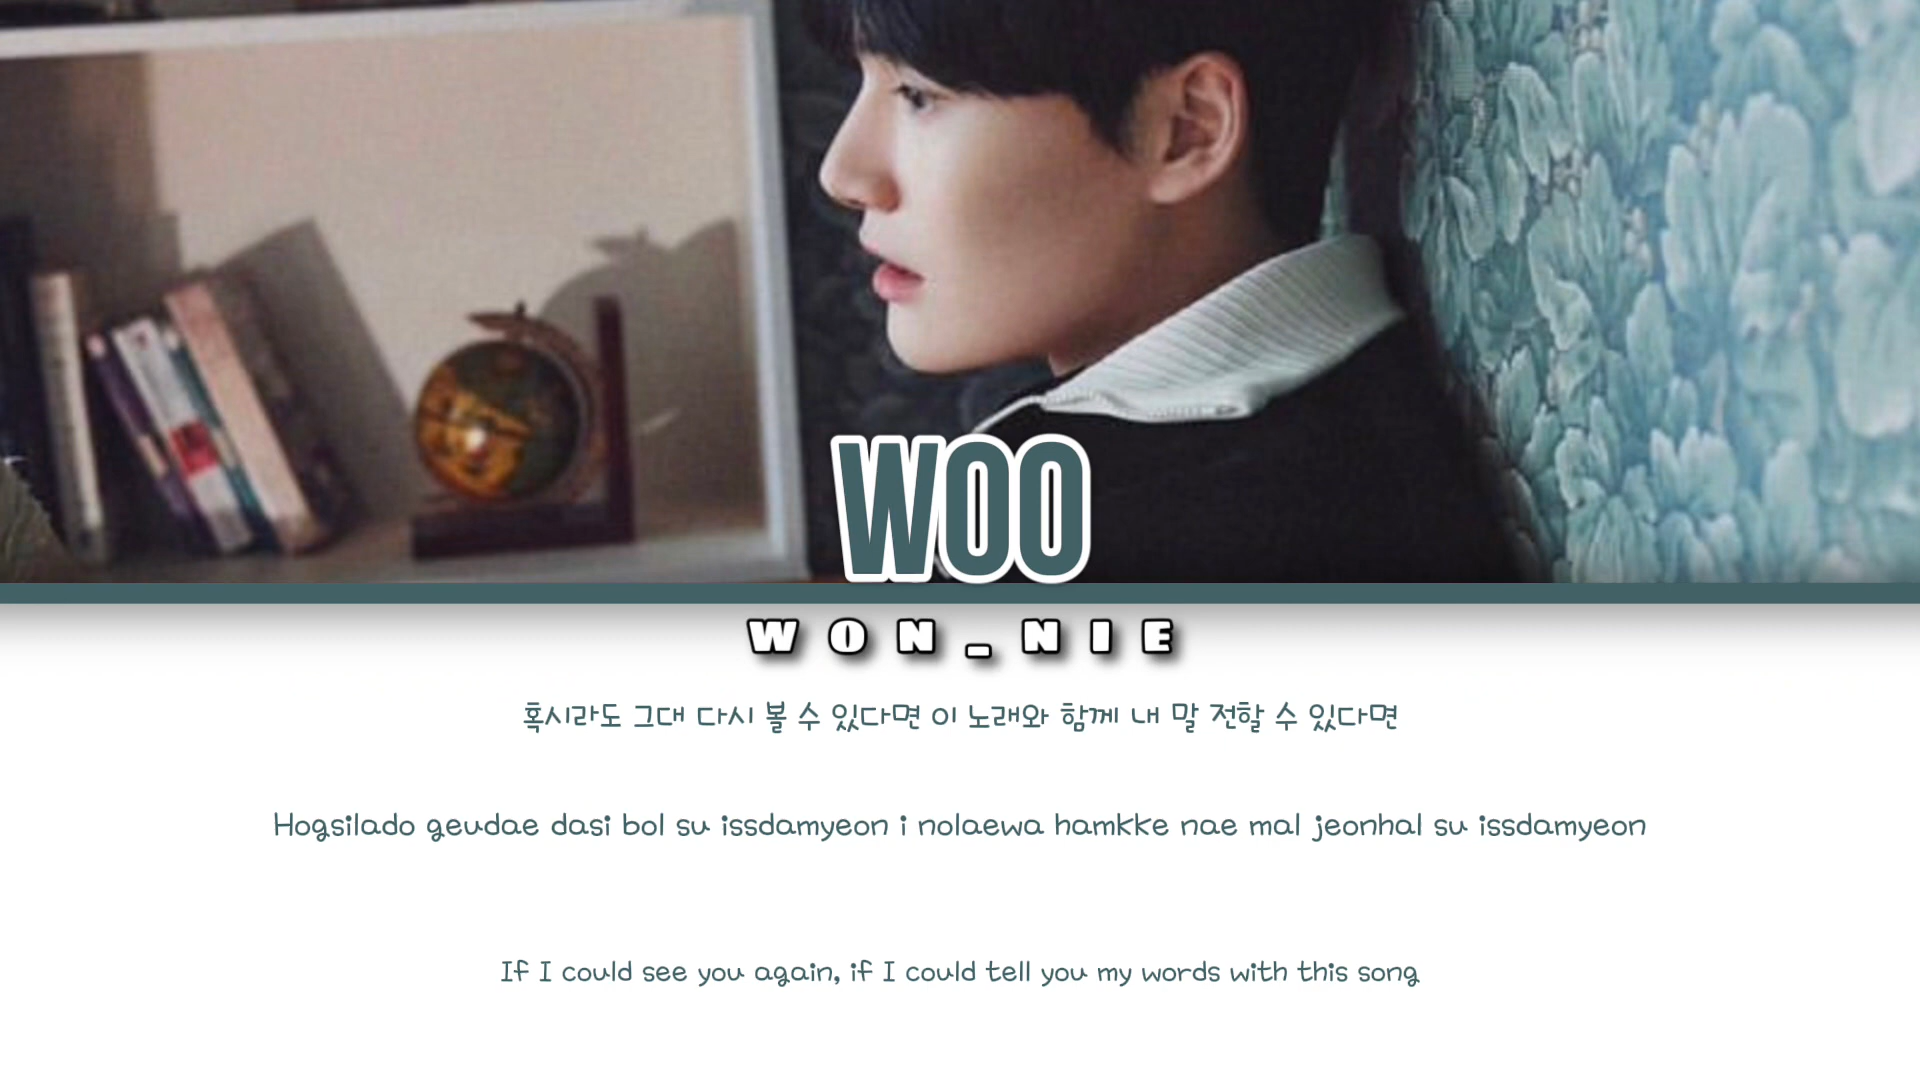 WOO
WON_NIE
혹시라도 그대 다시 볼 수 있다면 이 노래와 함께 내 말 전할 수 있다면
Hogsilado geudae dasi bol su issdamyeon i nolaewa hamkke nae mal jeonhal su issdamyeon
If I could see you again, if I could tell you my words with this song